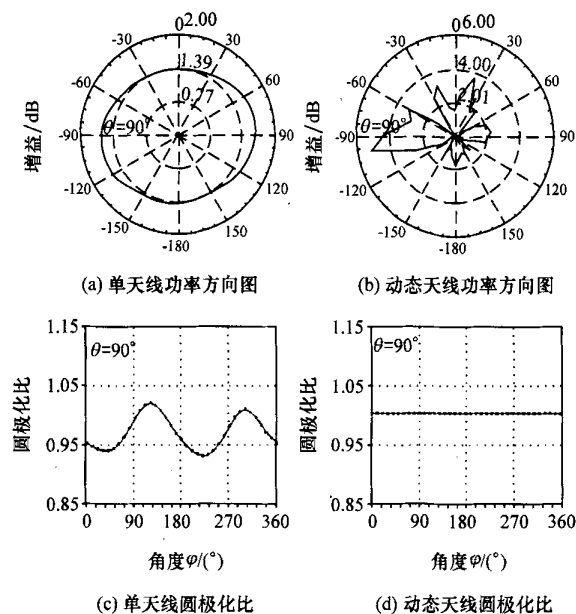 0 2.00
-30 30
-60 1.39 60
0.77
θ=90°
-90 90
-120 120
-150 150
-180
增益/dB
(a) 单天线功率方向图
0 6.00
-30 30
-60 4.00 60
2.01
θ=90°
-90 90
-120 120
-150 150
-180
增益/dB
(b) 动态天线功率方向图
1.15
θ=90°
1.05
0.95
0.85
0 90 180 270 360
圆极化比
角度φ/(°)
(c) 单天线圆极化比
1.15
θ=90°
1.05
0.95
0.85
0 90 180 270 360
圆极化比
角度φ/(°)
(d) 动态天线圆极化比